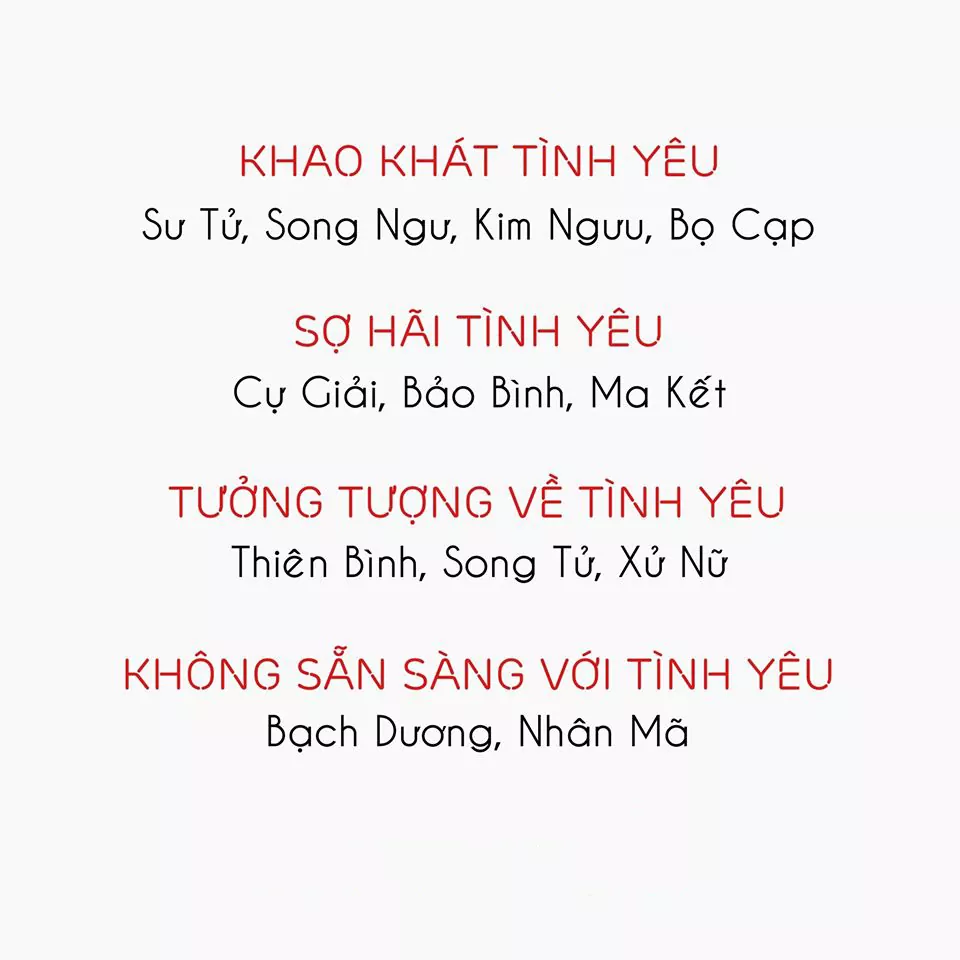 KHAO KHÁT TÌNH YÊU
Sư Tử, Song Ngư, Kim Ngưu, Bọ Cạp
SỢ HÃI TÌNH YÊU
Cự Giải, Bảo Bình, Ma Kết
TƯỞNG TƯỢNG VỀ TÌNH YÊU
Thiên Bình, Song Tử, Xử Nữ
KHÔNG SẴN SÀNG VỚI TÌNH YÊU
Bạch Dương, Nhân Mã